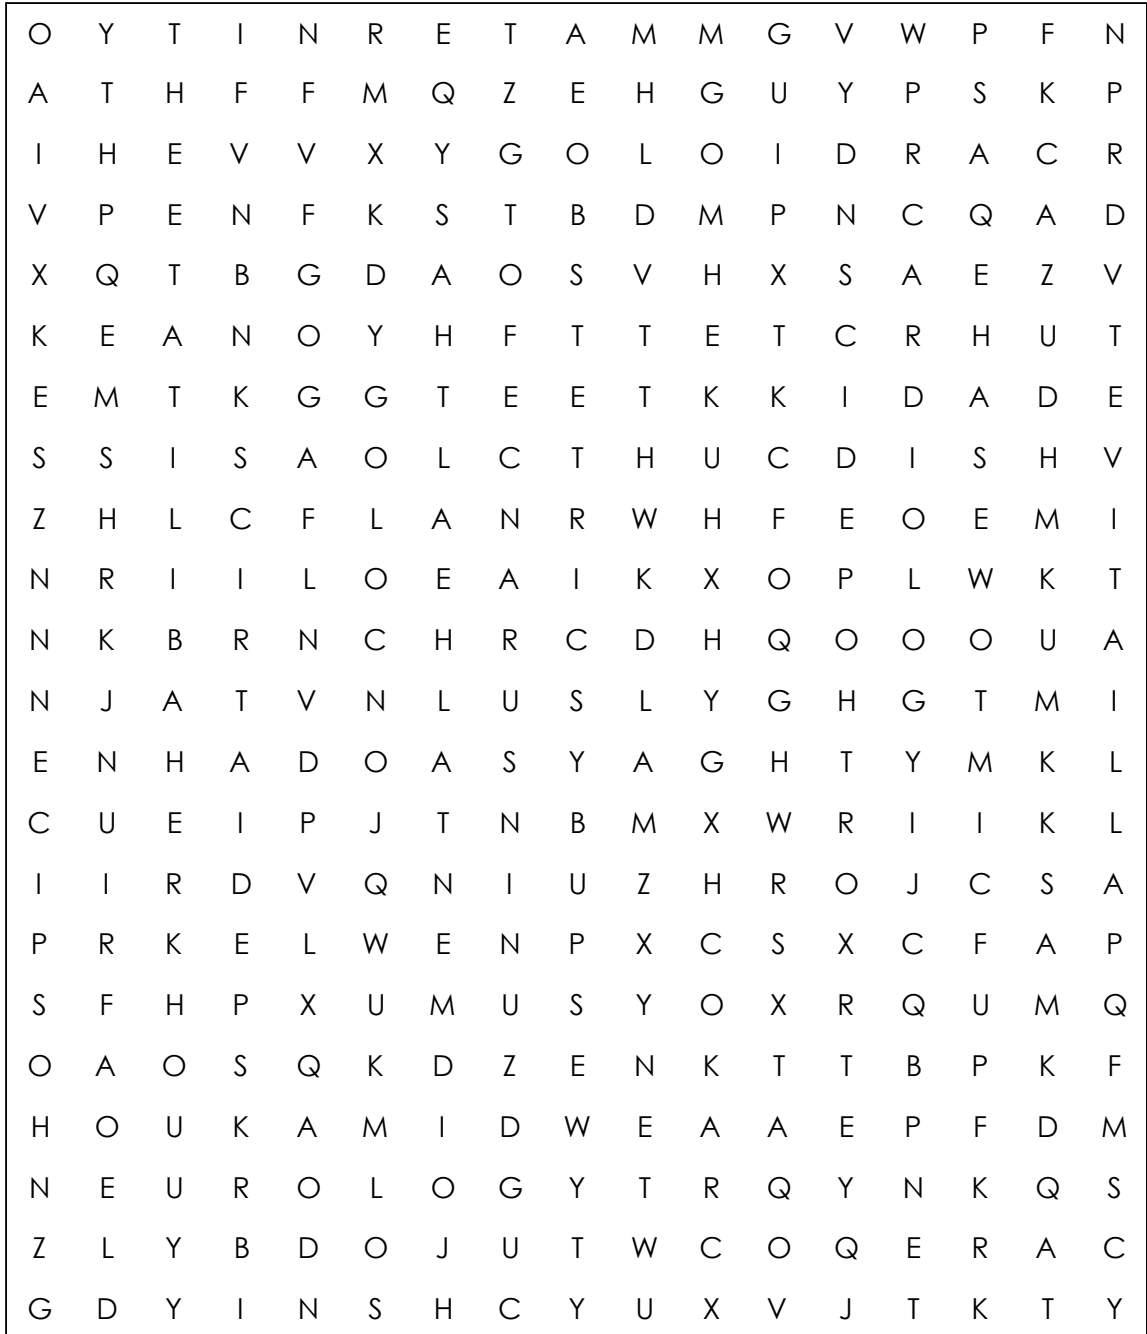 O Y T I N R E T A M M G V W P F N
A T H F F M Q Z E H G U Y P S K P
I H E V V X Y G O L O I D R A C R
V P E N F K S T B D M P N C Q A D
X Q T B G D A O S V H X S A E Z V
K E A N O Y H F T T E T C R H U T
E M T K G G T E E T K K I D A D E
S S I S A O L C T H U C D I S H V
Z H L C F L A N R W H F E O E M I
N R I I L O E A I K X O P L W K T
N K B R N C H R C D H Q O O O U A
N J A T V N L U S L Y G H G T M I
E N H A D O A S Y A G H T Y M K L
C U E I P J T N B M X W R I I K L
I I R D V Q N I U Z H R O J C S A
P R K E L W E N P X C S X C F A P
S F H P X U M U S Y O X R Q U M Q
O A O S Q K D Z E N K T T B P K F
H O U K A M I D W E A A E P F D M
N E U R O L O G Y T R Q Y N K Q S
Z L Y B D O J U T W C O Q E R A C
G D Y I N S H C Y U X V J T K T Y